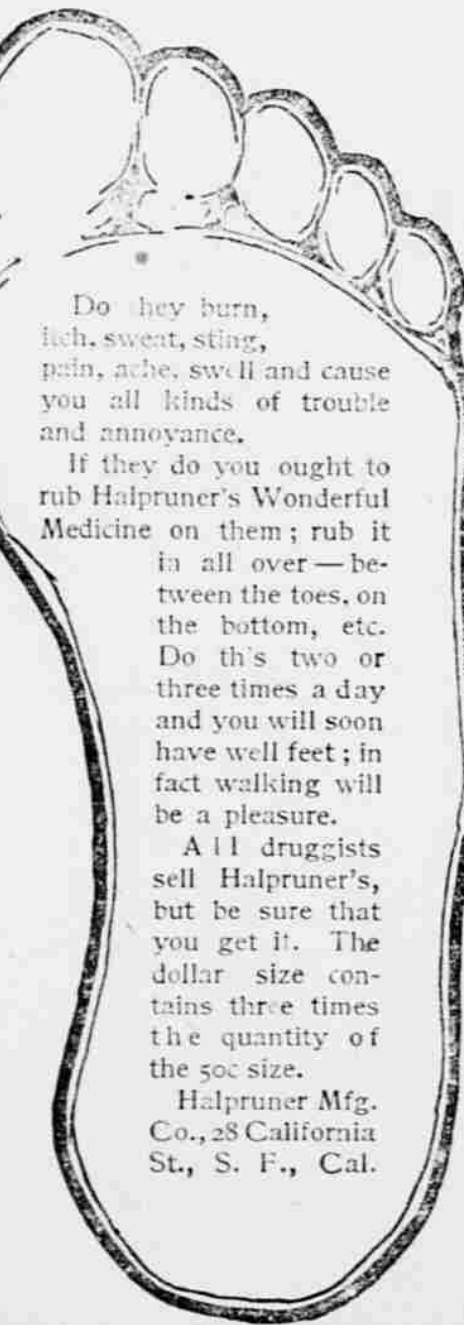 Do they burn,
itch, sweat, sting,
pain, ache, swell and cause
you all kinds of trouble
and annoyance.
If they do you ought to
rub Halpruner's Wonderful
Medicine on them; rub it
in all over — be-
tween the toes, on
the bottom, etc.
Do th's two or
three times a day
and you will soon
have well feet; in
fact walking will
be a pleasure.
All druggists
sell Halpruner's,
but be sure that
you get it. The
dollar size con-
tains three times
the quantity of
the 50c size.
Halpruner Mfg.
Co., 28 California
St., S. F., Cal.